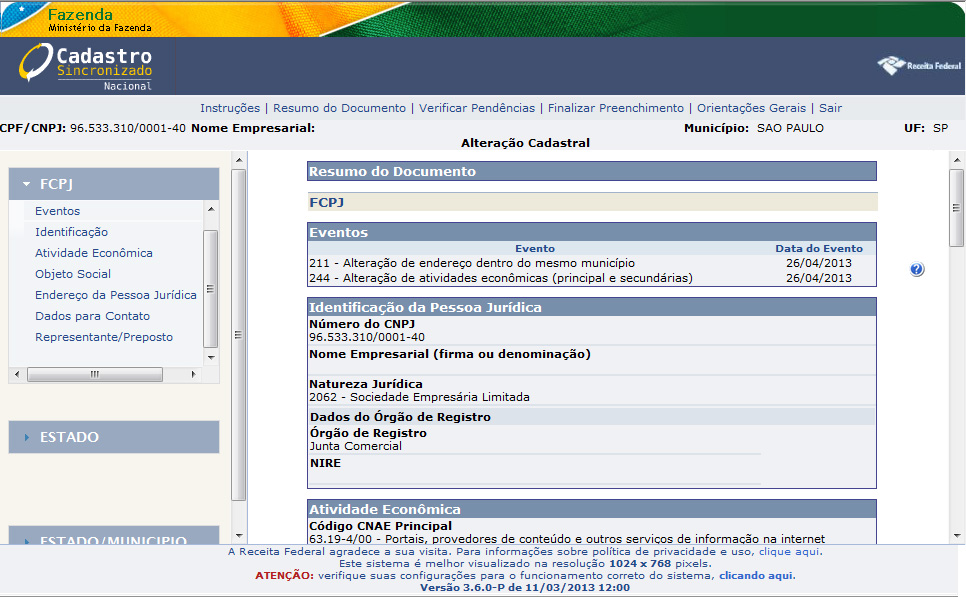 Fazenda
Ministério da Fazenda
Cadastro
Sincronizado
Nacional
Receita Federal
Instruções | Resumo do Documento | Verificar Pendências | Finalizar Preenchimento | Orientações Gerais | Sair
CPF/CNPJ: 96.533.310/0001-40 Nome Empresarial: Município: SAO PAULO UF: SP
Alteração Cadastral
FCPJ
Eventos
Identificação
Atividade Econômica
Objeto Social
Endereço da Pessoa Jurídica
Dados para Contato
Representante/Preposto
ESTADO
ESTADO/MUNICIPIO
Resumo do Documento
FCPJ
Eventos
Evento Data do Evento
211 - Alteração de endereço dentro do mesmo município 26/04/2013
244 - Alteração de atividades econômicas (principal e secundárias) 26/04/2013
Identificação da Pessoa Jurídica
Número do CNPJ
96.533.310/0001-40
Nome Empresarial (firma ou denominação)
Natureza Jurídica
2062 - Sociedade Empresária Limitada
Dados do Órgão de Registro
Órgão de Registro
Junta Comercial
NIRE
Atividade Econômica
Código CNAE Principal
63.19-4/00 - Portais, provedores de conteúdo e outros serviços de informação na internet
A Receita Federal agradece a sua visita. Para informações sobre política de privacidade e uso, clique aqui.
Este sistema é melhor visualizado na resolução 1024 x 768 pixels.
ATENÇÃO: verifique suas configurações para o funcionamento correto do sistema, clicando aqui.
Versão 3.6.0-P de 11/03/2013 12:00